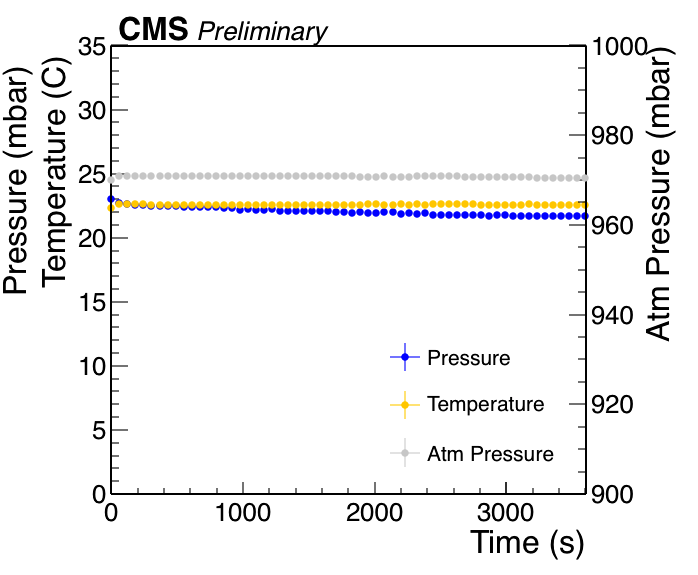 CMS Preliminary
Pressure (mbar)
Temperature (C)
35
30
25
20
15
10
5
0
1000
980
960
940
920
900
Atm Pressure (mbar)
Pressure
Temperature
Atm Pressure
0 1000 2000 3000
Time (s)